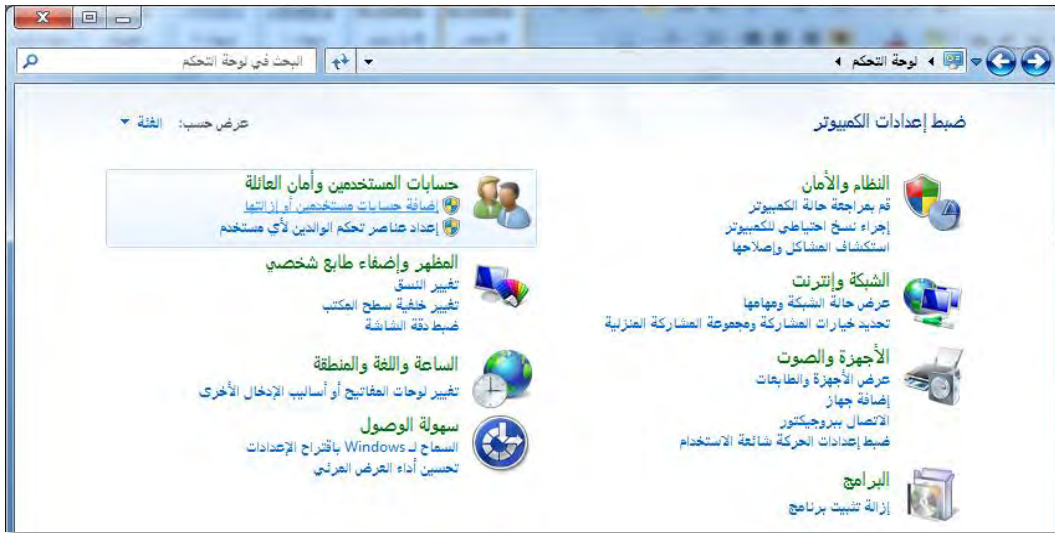 لوحة التحكم
البحث في لوحة التحكم
ضبط إعدادات الكمبيوتر
عرض حسب: الفئة
النظام والأمان
قم بمراجعة حالة الكمبيوتر
إجراء نسخ احتياطي للكمبيوتر
استكشاف المشاكل وإصلاحها
الشبكة وإنترنت
عرض حالة الشبكة ومهامها
تحديد خيارات المشاركة ومجموعة المشاركة المنزلية
الأجهزة والصوت
عرض الأجهزة والطابعات
إضافة جهاز
الاتصال ببروجيكتور
ضبط إعدادات الحركة شائعة الاستخدام
البرامج
إزالة تثبيت برنامج
حسابات المستخدمين وأمان العائلة
إضافة حسابات مستخدمين أو إزالتها
إعداد عناصر تحكم الوالدين لأي مستخدم
المظهر وإضفاء طابع شخصي
تغيير النسق
تغيير خلفية سطح المكتب
ضبط دقة الشاشة
الساعة واللغة والمنطقة
تغيير لوحات المفاتيح أو أساليب الإدخال الأخرى
سهولة الوصول
السماح لـ Windows باقتراح الإعدادات
تحسين أداء العرض المرئي